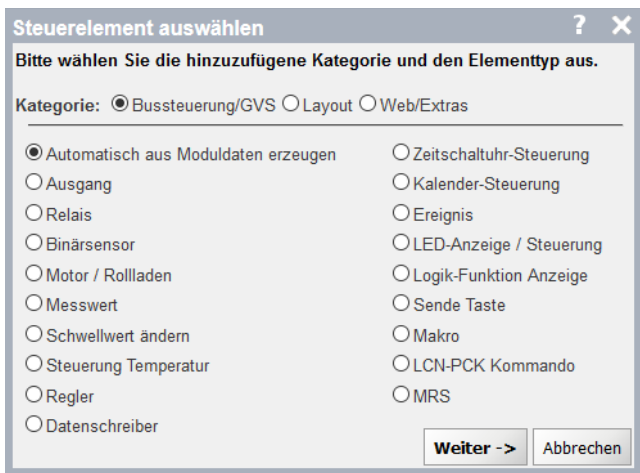 Steuerelement auswählen ? X
Bitte wählen Sie die hinzuzufügene Kategorie und den Elementtyp aus.
Kategorie: Bussteuerung/GVS Layout Web/Extras
Automatisch aus Moduldaten erzeugen
Ausgang
Relais
Binärsensor
Motor / Rollladen
Messwert
Schwellwert ändern
Steuerung Temperatur
Regler
Datenschreiber
Zeitschaltuhr-Steuerung
Kalender-Steuerung
Ereignis
LED-Anzeige / Steuerung
Logik-Funktion Anzeige
Sende Taste
Makro
LCN-PCK Kommando
MRS
Weiter -> Abbrechen